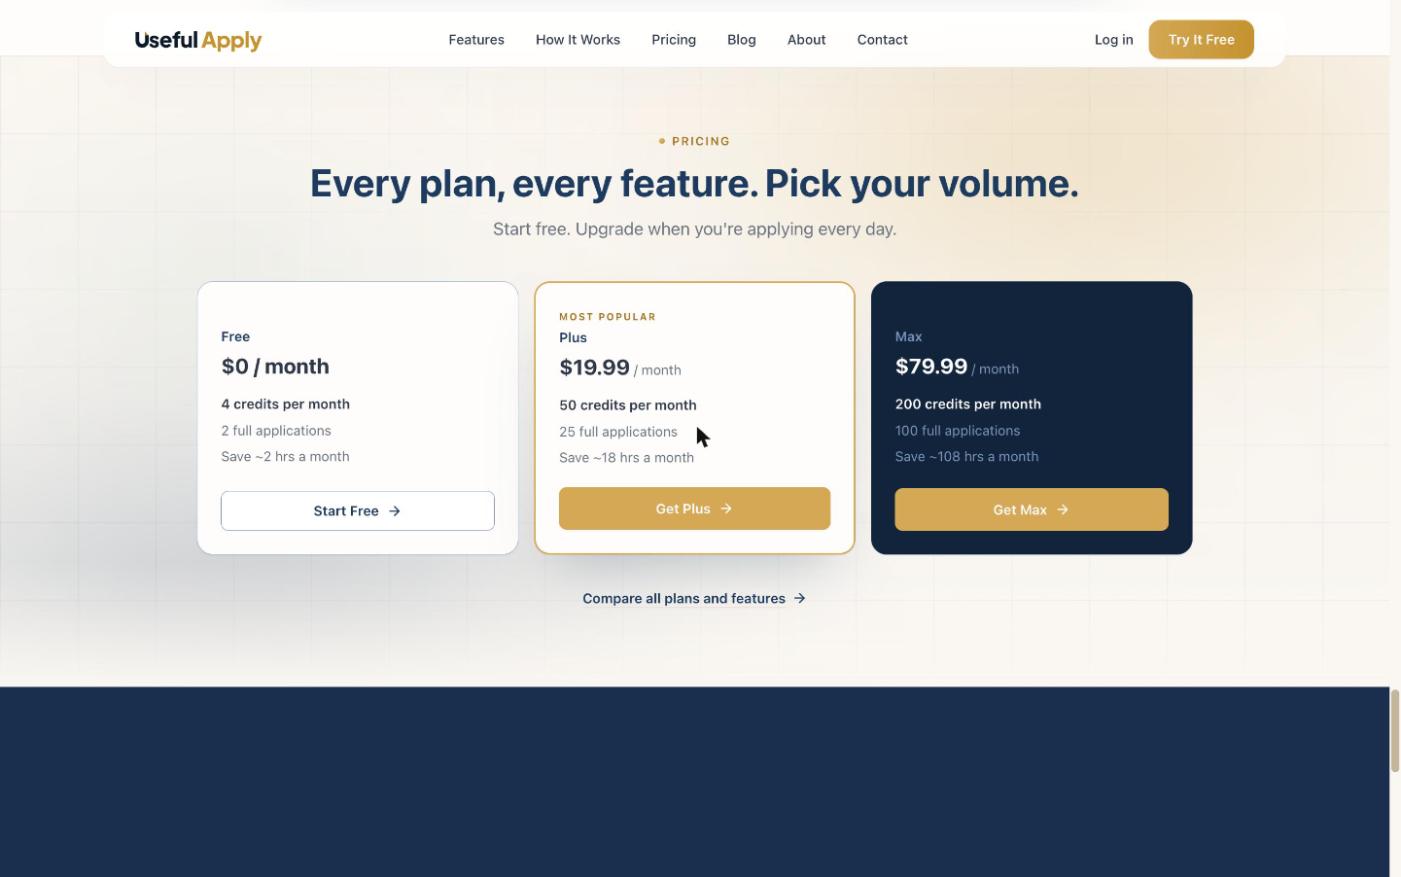 Useful Apply
Features
How It Works
Pricing
Blog
About
Contact
Log in
Try It Free
PRICING
Every plan, every feature. Pick your volume.
Start free. Upgrade when you're applying every day.
Free
$0 / month
4 credits per month
2 full applications
Save ~2 hrs a month
Start Free →
MOST POPULAR
Plus
$19.99 / month
50 credits per month
25 full applications
Save ~18 hrs a month
Get Plus →
Max
$79.99 / month
200 credits per month
100 full applications
Save ~108 hrs a month
Get Max →
Compare all plans and features →